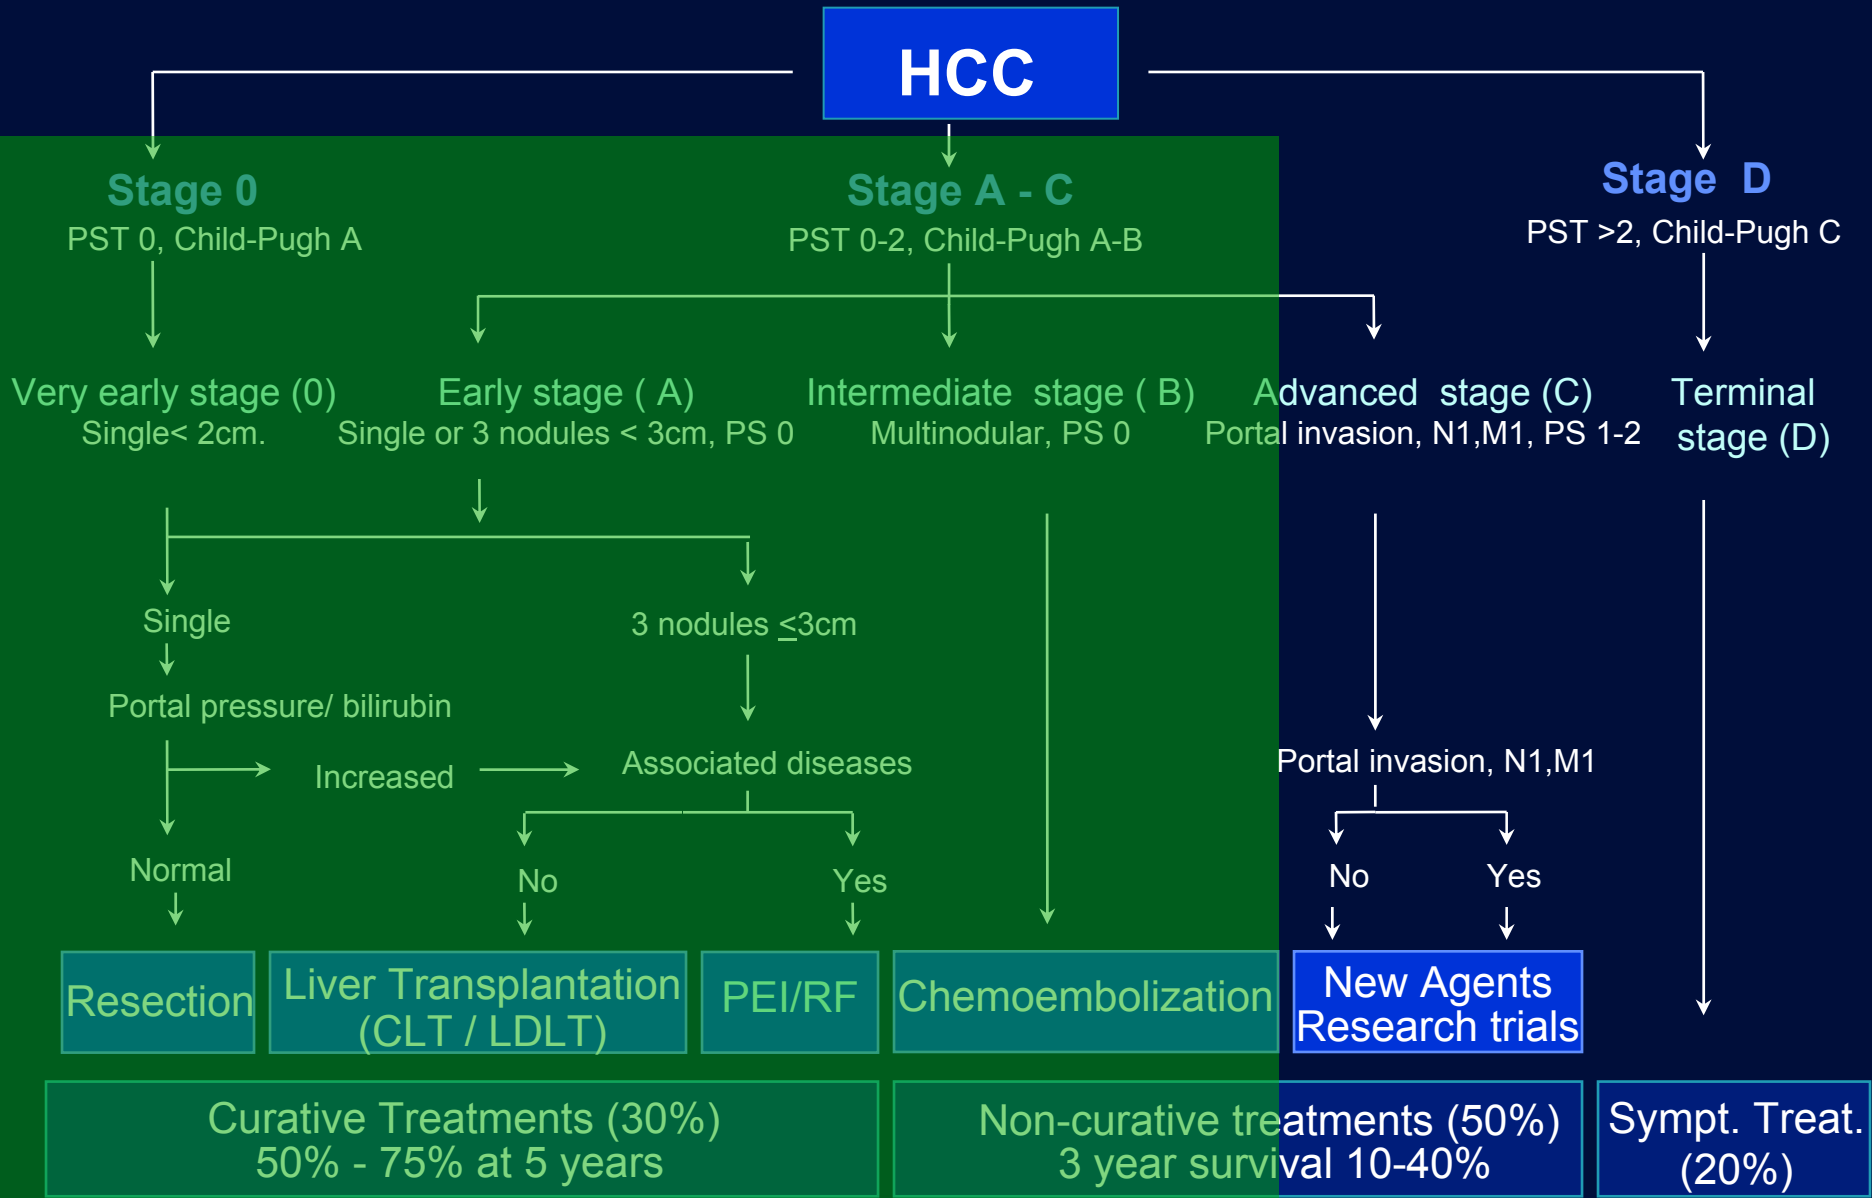 HCC
Stage 0
PST 0, Child-Pugh A
Stage A - C
PST 0-2, Child-Pugh A-B
Stage D
PST >2, Child-Pugh C
Very early stage (0)
Single< 2cm.
Early stage ( A)
Single or 3 nodules < 3cm, PS 0
Intermediate stage ( B)
Multinodular, PS 0
Advanced stage (C)
Portal invasion, N1,M1, PS 1-2
Terminal
stage (D)
Single
3 nodules <3cm
Portal pressure/ bilirubin
Increased
Associated diseases
Portal invasion, N1,M1
Normal
No
Yes
No
Yes
Resection
Liver Transplantation
(CLT / LDLT)
PEI/RF
Chemoembolization
New Agents
Research trials
Curative Treatments (30%)
50% - 75% at 5 years
Non-curative treatments (50%)
3 year survival 10-40%
Sympt. Treat.
(20%)